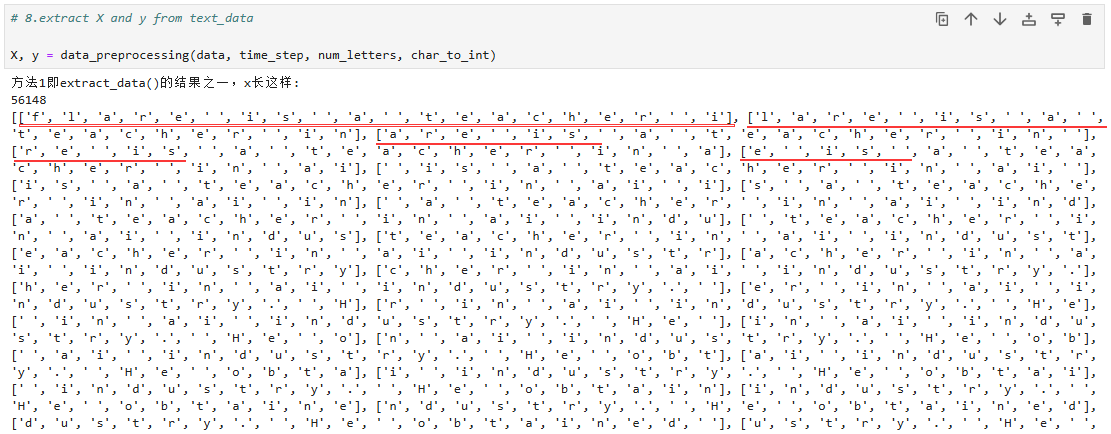 # 8.extract X and y from text_data
X, y = data_preprocessing(data, time_step, num_letters, char_to_int)
方法1即extract_data()的结果之一，x长这样：
56148
[['f', 'l', 'a', 'r', 'e', ' ', 'i', 's', ' ', 'a', ' ', 't', 'e', 'a', 'c', 'h', 'e', 'r', ' ', 'i'], ['l', 'a', 'r', 'e', ' ', 'i', 's', ' ', 'a', ' ',
't', 'e', 'a', 'c', 'h', 'e', 'r', ' ', 'i', 'n'], ['a', 'r', 'e', ' ', 'i', 's', ' ', 'a', ' ', 't', 'e', 'a', 'c', 'h', 'e', 'r', ' ', 'i', 'n', ' '],
['r', 'e', ' ', 'i', 's', ' ', 'a', ' ', 't', 'e', 'a', 'c', 'h', 'e', 'r', ' ', 'i', 'n', ' ', 'a'], ['e', ' ', 'i', 's', ' ', 'a', ' ', 't', 'e', 'a',
'c', 'h', 'e', 'r', ' ', 'i', 'n', ' ', 'a', 'i'], [' ', 'i', 's', ' ', 'a', ' ', 't', 'e', 'a', 'c', 'h', 'e', 'r', ' ', 'i', 'n', ' ', 'a', 'i', ' '],
['i', 's', ' ', 'a', ' ', 't', 'e', 'a', 'c', 'h', 'e', 'r', ' ', 'i', 'n', ' ', 'a', 'i', ' ', 'i'], ['s', ' ', 'a', ' ', 't', 'e', 'a', 'c', 'h', 'e',
'r', ' ', 'i', 'n', ' ', 'a', 'i', ' ', 'i', 'n'], [' ', 'a', ' ', 't', 'e', 'a', 'c', 'h', 'e', 'r', ' ', 'i', 'n', ' ', 'a', 'i', ' ', 'i', 'n', 'd'],
['a', ' ', 't', 'e', 'a', 'c', 'h', 'e', 'r', ' ', 'i', 'n', ' ', 'a', 'i', ' ', 'i', 'n', 'd', 'u'], [' ', 't', 'e', 'a', 'c', 'h', 'e', 'r', ' ', 'i',
'n', ' ', 'a', 'i', ' ', 'i', 'n', 'd', 'u', 's'], ['t', 'e', 'a', 'c', 'h', 'e', 'r', ' ', 'i', 'n', ' ', 'a', 'i', ' ', 'i', 'n', 'd', 'u', 's', 't'],
['e', 'a', 'c', 'h', 'e', 'r', ' ', 'i', 'n', ' ', 'a', 'i', ' ', 'i', 'n', 'd', 'u', 's', 't', 'r'], ['a', 'c', 'h', 'e', 'r', ' ', 'i', 'n', ' ', 'a',
'i', ' ', 'i', 'n', 'd', 'u', 's', 't', 'r', 'y'], ['c', 'h', 'e', 'r', ' ', 'i', 'n', ' ', 'a', 'i', ' ', 'i', 'n', 'd', 'u', 's', 't', 'r', 'y', '.'],
['h', 'e', 'r', ' ', 'i', 'n', ' ', 'a', 'i', ' ', 'i', 'n', 'd', 'u', 's', 't', 'r', 'y', '.', ' '], ['e', 'r', ' ', 'i', 'n', ' ', 'a', 'i', ' ', 'i',
'n', 'd', 'u', 's', 't', 'r', 'y', '.', ' ', 'H'], ['r', ' ', 'i', 'n', ' ', 'a', 'i', ' ', 'i', 'n', 'd', 'u', 's', 't', 'r', 'y', '.', ' ', 'H', 'e'],
[' ', 'i', 'n', ' ', 'a', 'i', ' ', 'i', 'n', 'd', 'u', 's', 't', 'r', 'y', '.', ' ', 'H', 'e', ' '], ['i', 'n', ' ', 'a', 'i', ' ', 'i', 'n', 'd', 'u',
's', 't', 'r', 'y', '.', ' ', 'H', 'e', ' ', 'o'], ['n', ' ', 'a', 'i', ' ', 'i', 'n', 'd', 'u', 's', 't', 'r', 'y', '.', ' ', 'H', 'e', ' ', 'o', 'b'],
[' ', 'a', 'i', ' ', 'i', 'n', 'd', 'u', 's', 't', 'r', 'y', '.', ' ', 'H', 'e', ' ', 'o', 'b', 't'], ['a', 'i', ' ', 'i', 'n', 'd', 'u', 's', 't', 'r',
'y', '.', ' ', 'H', 'e', ' ', 'o', 'b', 't', 'a'], ['i', ' ', 'i', 'n', 'd', 'u', 's', 't', 'r', 'y', '.', ' ', 'H', 'e', ' ', 'o', 'b', 't', 'a', 'i'],
[' ', 'i', 'n', 'd', 'u', 's', 't', 'r', 'y', '.', ' ', 'H', 'e', ' ', 'o', 'b', 't', 'a', 'i', 'n'], ['i', 'n', 'd', 'u', 's', 't', 'r', 'y', '.', ' ',
'H', 'e', ' ', 'o', 'b', 't', 'a', 'i', 'n', 'e'], ['n', 'd', 'u', 's', 't', 'r', 'y', '.', ' ', 'H', 'e', ' ', 'o', 'b', 't', 'a', 'i', 'n', 'e', 'd'],
['d', 'u', 's', 't', 'r', 'y', '.', ' ', 'H', 'e', ' ', 'o', 'b', 't', 'a', 'i', 'n', 'e', 'd', ' '], ['u', 's', 't', 'r', 'y', '.', ' ', 'H', 'e', ' ',